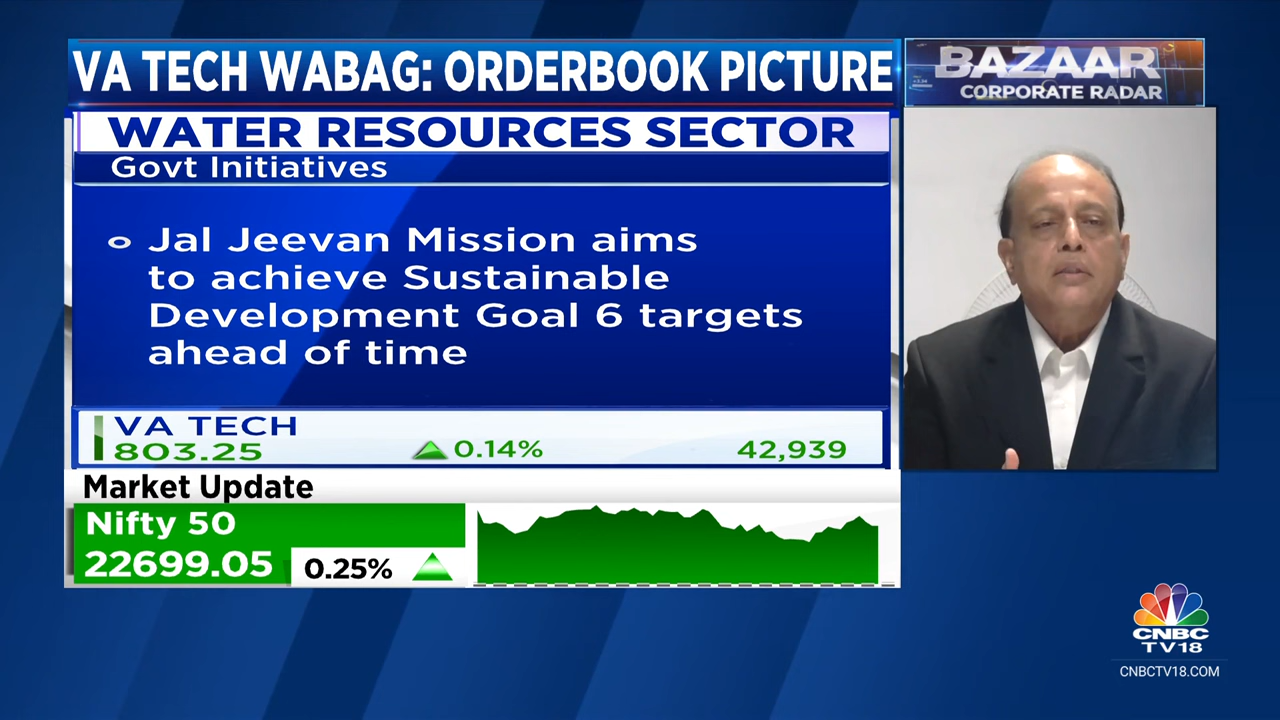 VA TECH WABAG: ORDERBOOK PICTURE
BAZAAR
CORPORATE RADAR
WATER RESOURCES SECTOR
Govt Initiatives
Jal Jeevan Mission aims
to achieve Sustainable
Development Goal 6 targets
ahead of time
VA TECH
803.25 0.14% 42,939
Market Update
Nifty 50
22699.05 0.25%
CNBC
TV18
CNBCTV18.COM